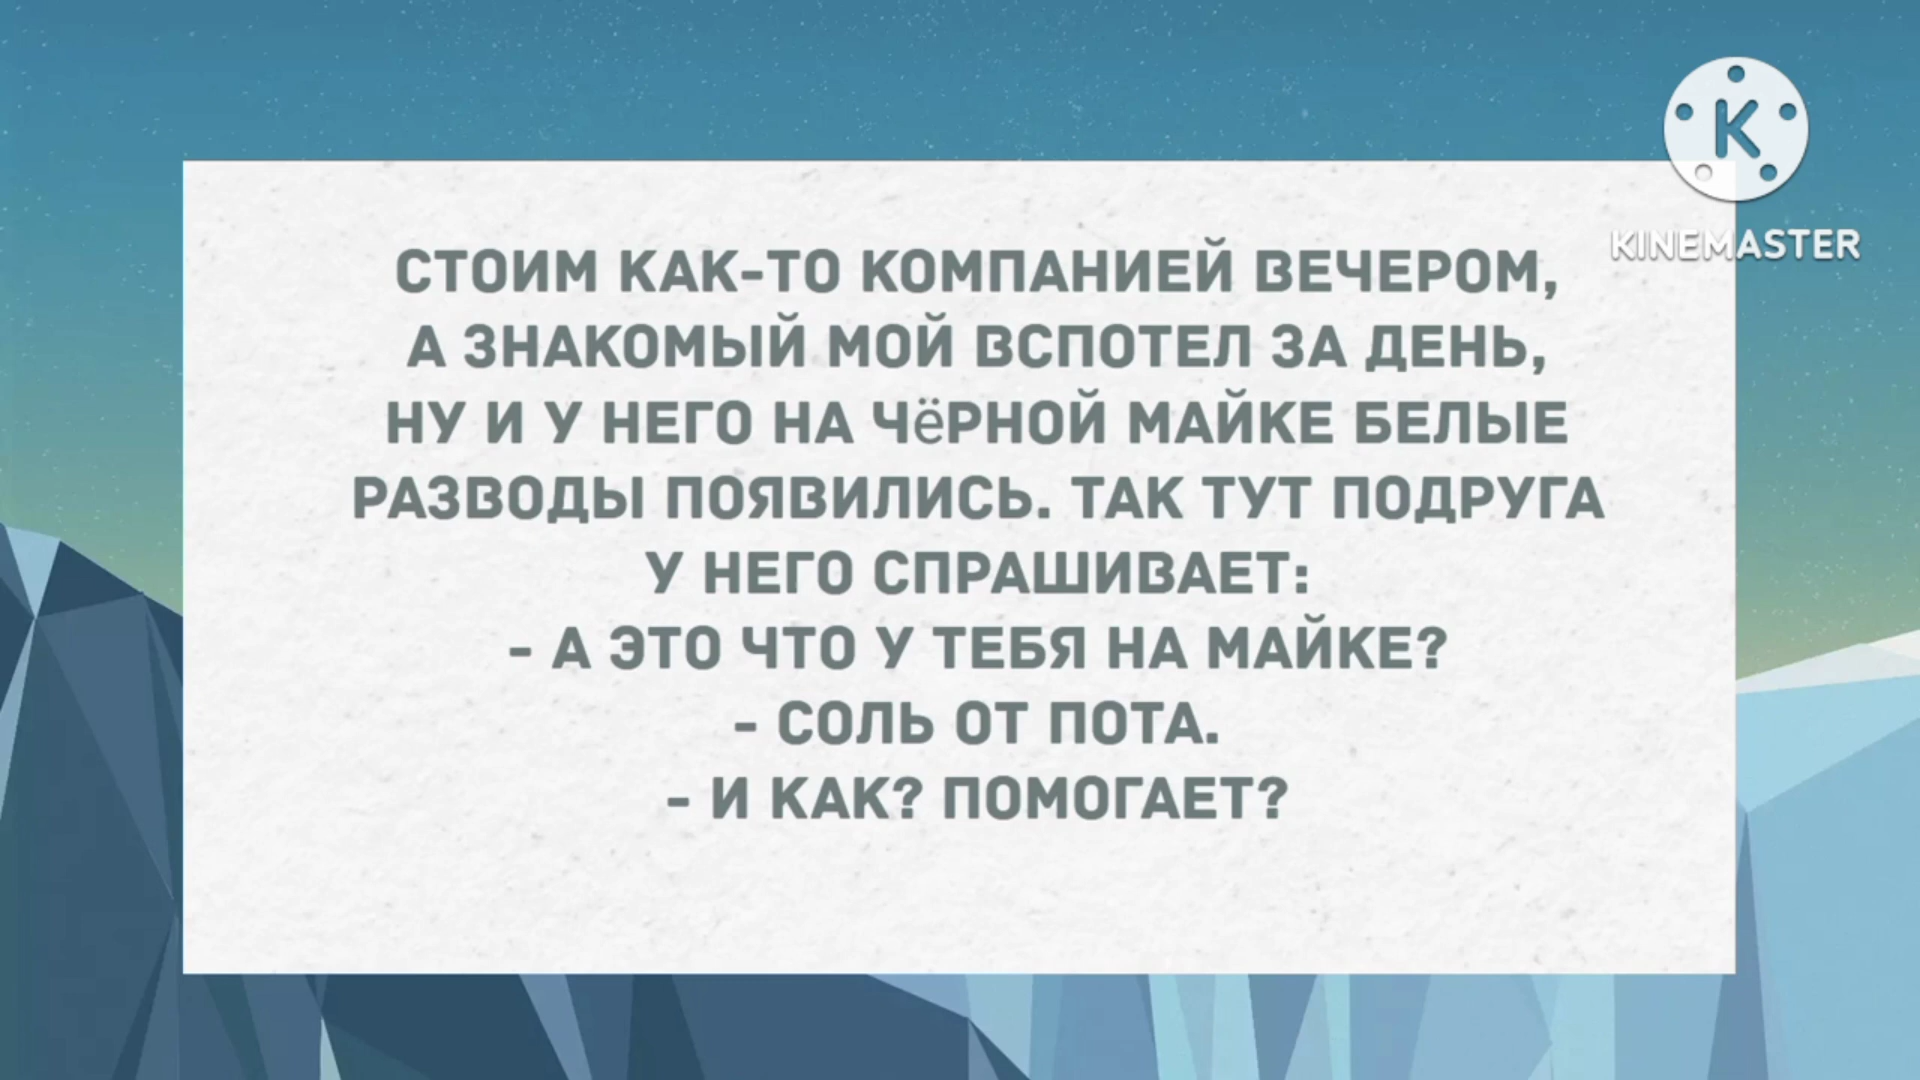 СТОИМ КАК-ТО КОМПАНИЕЙ ВЕЧЕРОМ,
А ЗНАКОМЫЙ МОЙ ВСПОТЕЛ ЗА ДЕНЬ,
НУ И У НЕГО НА ЧёРНОЙ МАЙКЕ БЕЛЫЕ
РАЗВОДЫ ПОЯВИЛИСЬ. ТАК ТУТ ПОДРУГА
У НЕГО СПРАШИВАЕТ:
- А ЭТО ЧТО У ТЕБЯ НА МАЙКЕ?
- СОЛЬ ОТ ПОТА.
- И КАК? ПОМОГАЕТ?
K
KINEMASTER